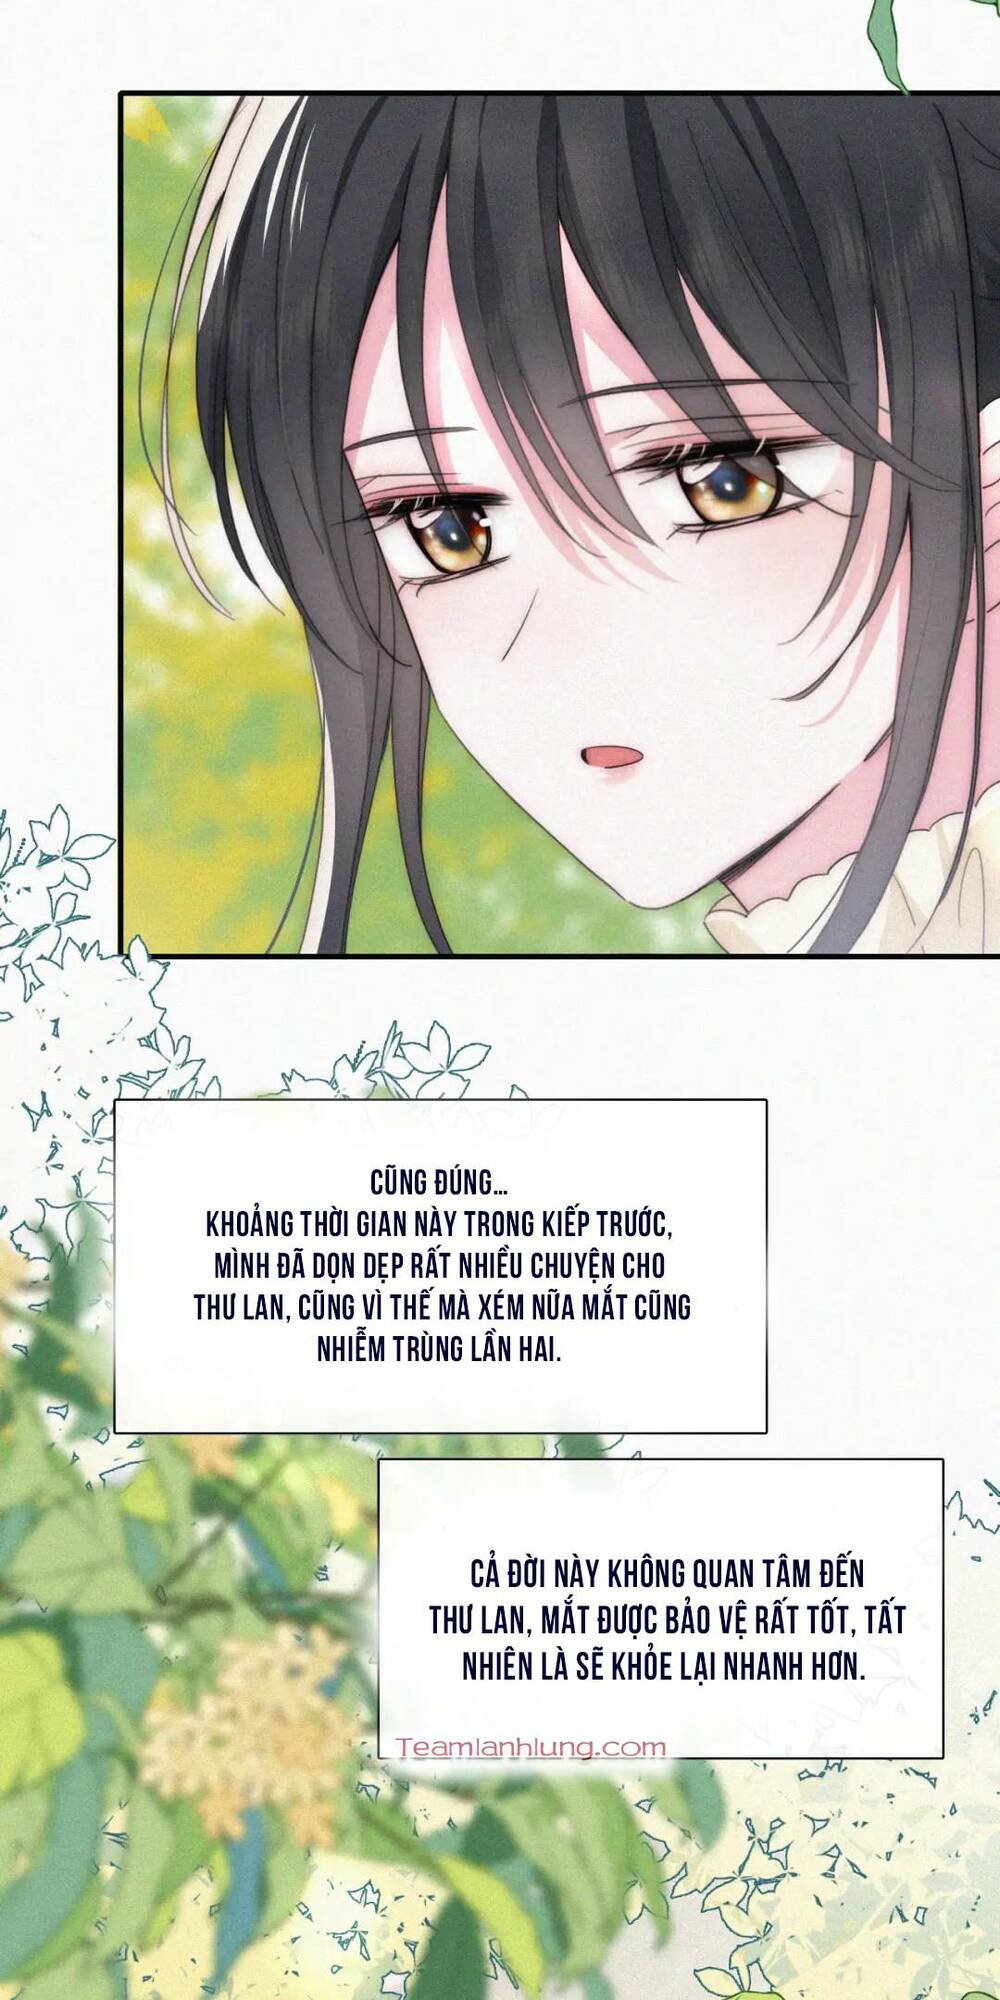 CŨNG ĐÚNG...
KHOẢNG THỜI GIAN NÀY TRONG KIẾP TRƯỚC,
MÌNH ĐÃ DỌN DẸP RẤT NHIỀU CHUYỆN CHO
THƯ LAN, CŨNG VÌ THẾ MÀ XÉM NỮA MẮT CŨNG
NHIỄM TRÙNG LẦN HAI.
CẢ ĐỜI NÀY KHÔNG QUAN TÂM ĐẾN
THƯ LAN, MẮT ĐƯỢC BẢO VỆ RẤT TỐT, TẤT
NHIÊN LÀ SẼ KHỎE LẠI NHANH HƠN.
Teamlanhlung.com